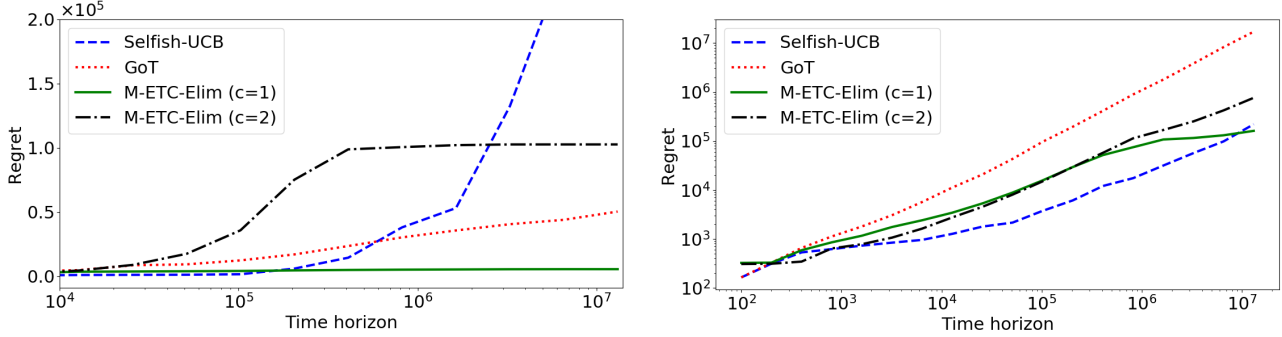 ×10⁵
2.0
1.5
1.0
0.5
0.0
Regret
Selfish-UCB
GoT
M-ETC-Elim (c=1)
M-ETC-Elim (c=2)
10⁴
10⁵
10⁶
10⁷
Time horizon
10⁷
10⁶
10⁵
10⁴
10³
10²
Regret
Selfish-UCB
GoT
M-ETC-Elim (c=1)
M-ETC-Elim (c=2)
10²
10³
10⁴
10⁵
10⁶
10⁷
Time horizon